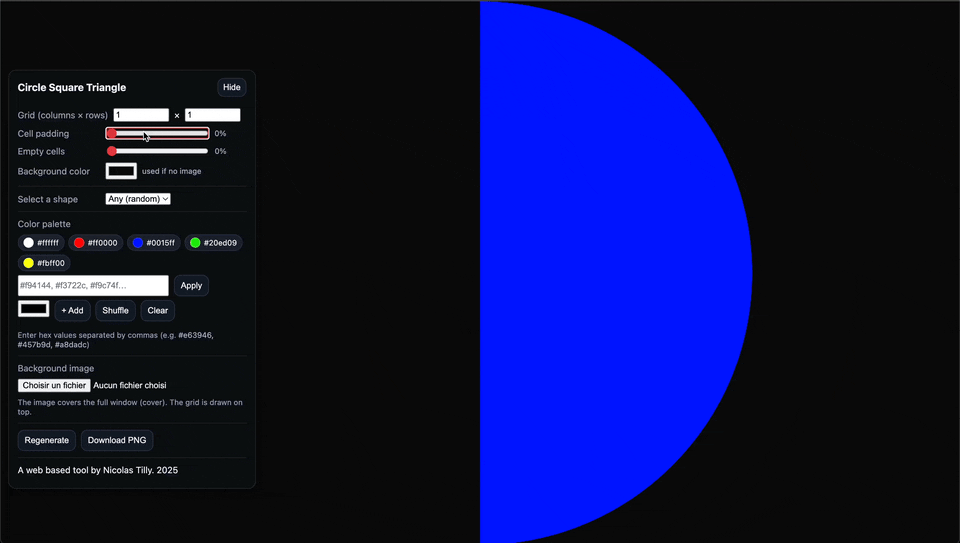 Circle Square Triangle Hide
Grid (columns × rows) 1 × 1
Cell padding 0%
Empty cells 0%
Background color used if no image
Select a shape Any (random)
Color palette
#ffffff #ff0000 #0015ff #20ed09
#fbff00
#f94144, #f3722c, #f9c74f... Apply
+ Add Shuffle Clear
Enter hex values separated by commas (e.g. #e63946,
#457b9d, #a8dadc)
Background image
Choisir un fichier Aucun fichier choisi
The image covers the full window (cover). The grid is drawn on
top.
Regenerate Download PNG
A web based tool by Nicolas Tilly. 2025